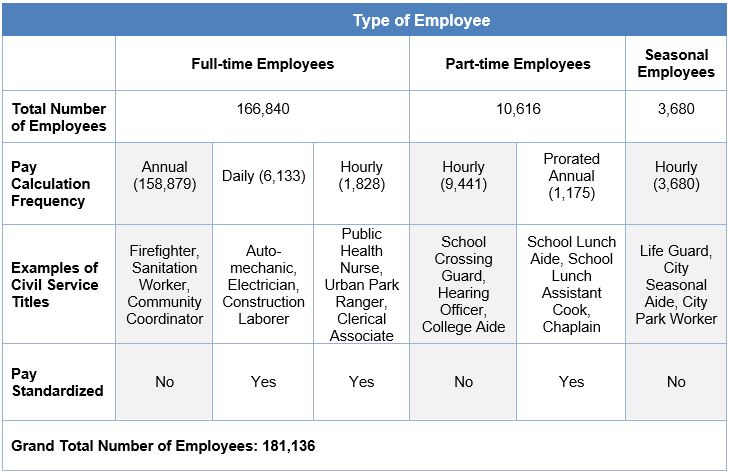 Type of Employee
Full-time Employees
Part-time Employees
Seasonal
Employees
Total Number
of Employees
166,840
10,616
3,680
Pay
Calculation
Frequency
Annual
(158,879)
Daily (6,133)
Hourly
(1,828)
Hourly
(9,441)
Prorated
Annual
(1,175)
Hourly
(3,680)
Examples of
Civil Service
Titles
Firefighter,
Sanitation
Worker,
Community
Coordinator
Auto-
mechanic,
Electrician,
Construction
Laborer
Public
Health
Nurse,
Urban Park
Ranger,
Clerical
Associate
School
Crossing
Guard,
Hearing
Officer,
College Aide
School Lunch
Aide, School
Lunch
Assistant
Cook,
Chaplain
Life Guard,
City
Seasonal
Aide, City
Park Worker
Pay
Standardized
No
Yes
Yes
No
Yes
No
Grand Total Number of Employees: 181,136